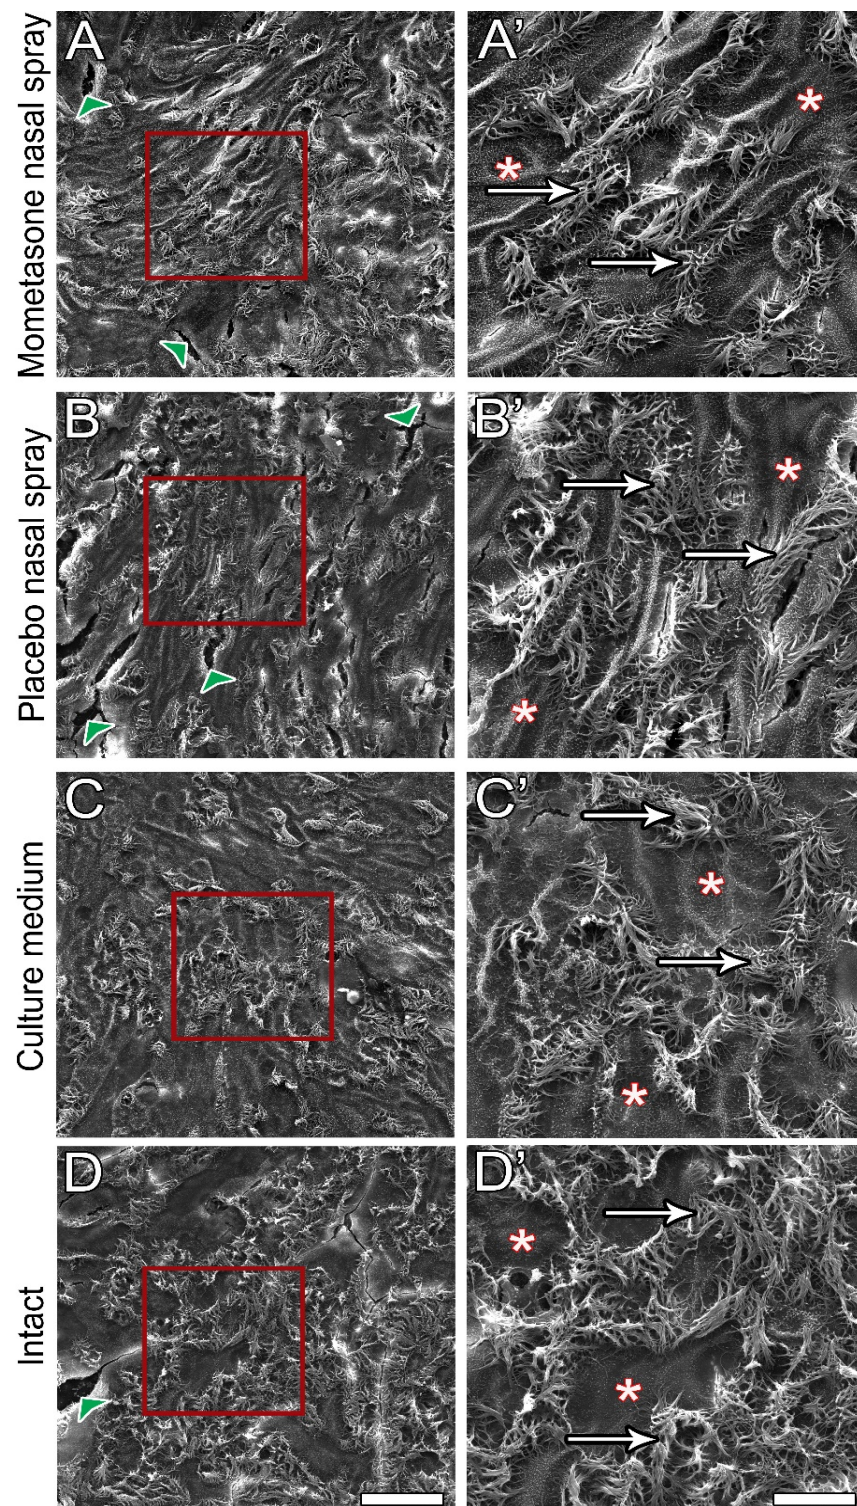 Mometasone nasal spray
A
A'
Placebo nasal spray
B
B'
Culture medium
C
C'
Intact
D
D'